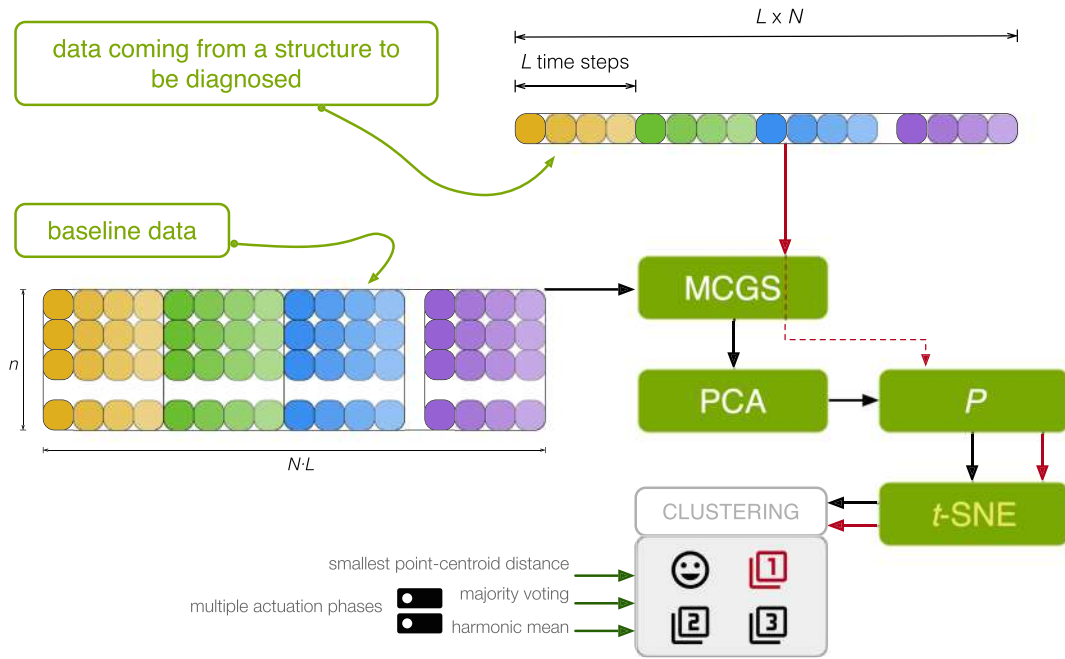 data coming from a structure to
be diagnosed
L x N
L time steps
baseline data
n
N·L
MCGS
PCA
P
t-SNE
CLUSTERING
smallest point-centroid distance
multiple actuation phases
majority voting
harmonic mean
1
2
3